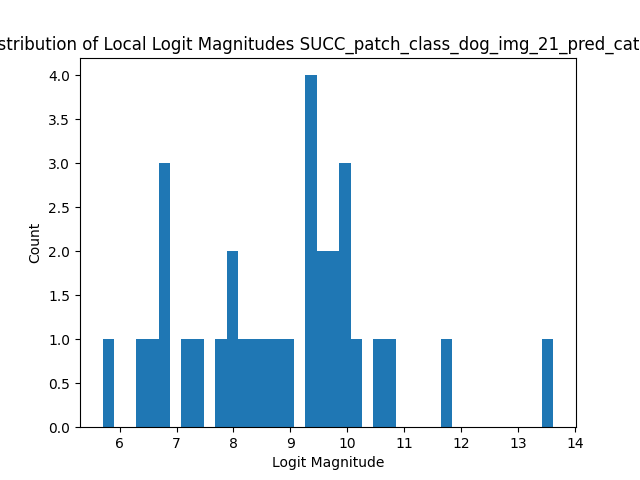 stribution of Local Logit Magnitudes SUCC_patch_class_dog_img_21_pred_cat
4.0
3.5
3.0
2.5
2.0
1.5
1.0
0.5
0.0
Count
6 7 8 9 10 11 12 13 14
Logit Magnitude